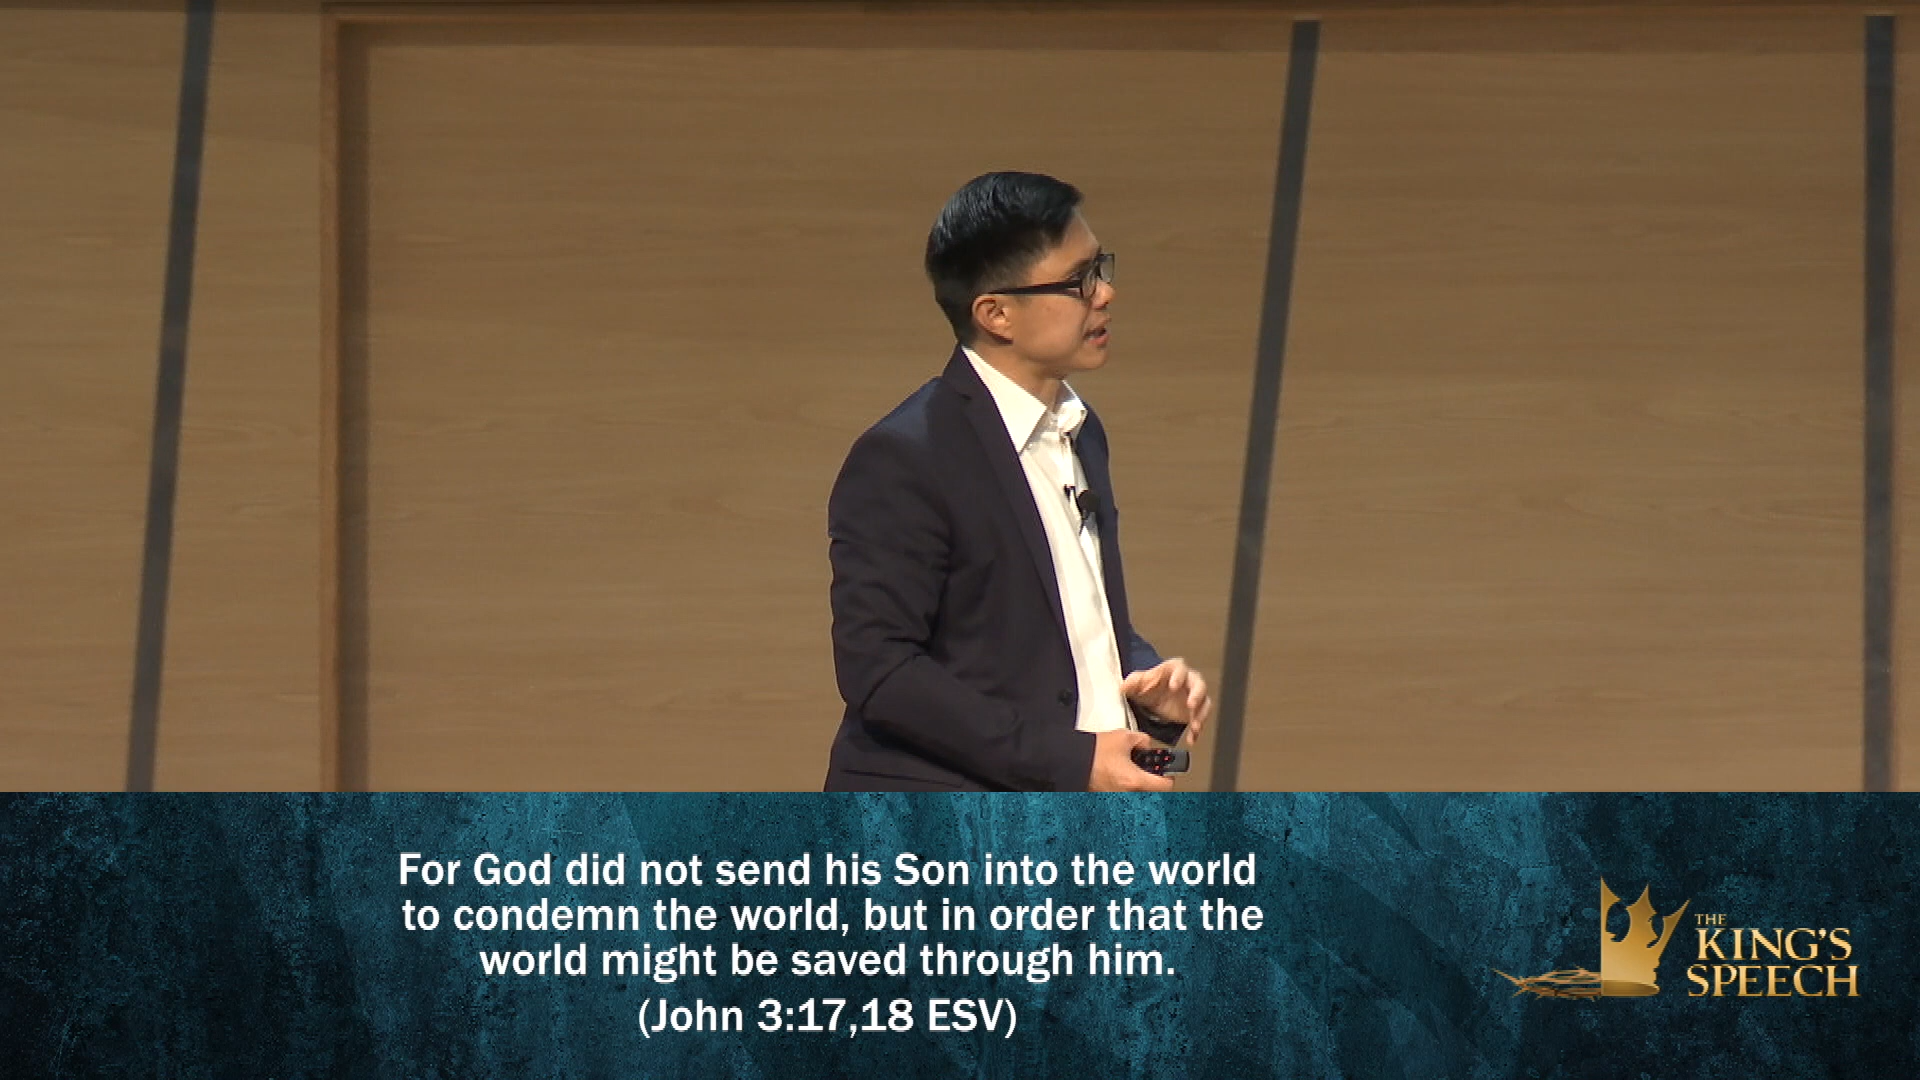 For God did not send his Son into the world
to condemn the world, but in order that the
world might be saved through him.
(John 3:17,18 ESV)
THE
KING'S
SPEECH